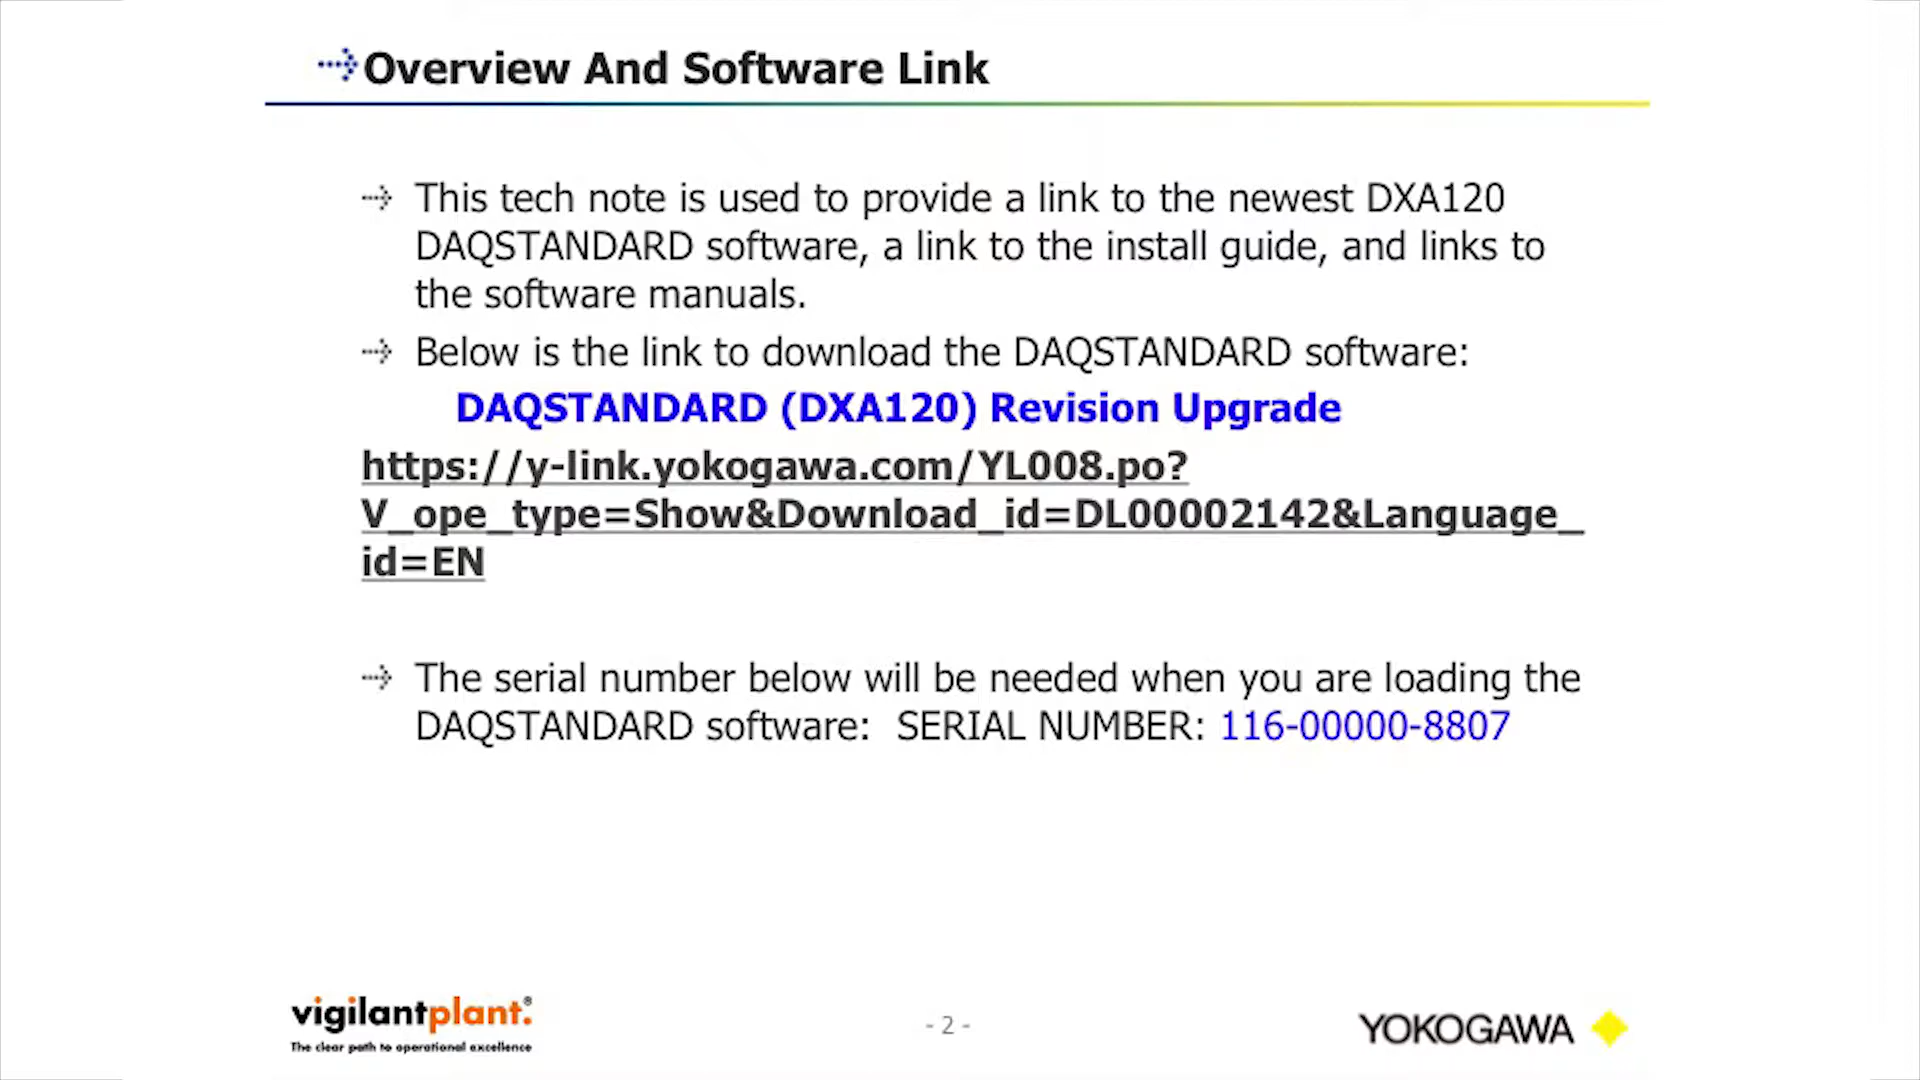 Overview And Software Link
This tech note is used to provide a link to the newest DXA120
DAQSTANDARD software, a link to the install guide, and links to
the software manuals.
Below is the link to download the DAQSTANDARD software:
DAQSTANDARD (DXA120) Revision Upgrade
https://y-link.yokogawa.com/YL008.po?
V_ope_type=Show&Download_id=DL00002142&Language_
id=EN
The serial number below will be needed when you are loading the
DAQSTANDARD software:  SERIAL NUMBER: 116-00000-8807
vigilantplant.®
The clear path to operational excellence
- 2 -
YOKOGAWA